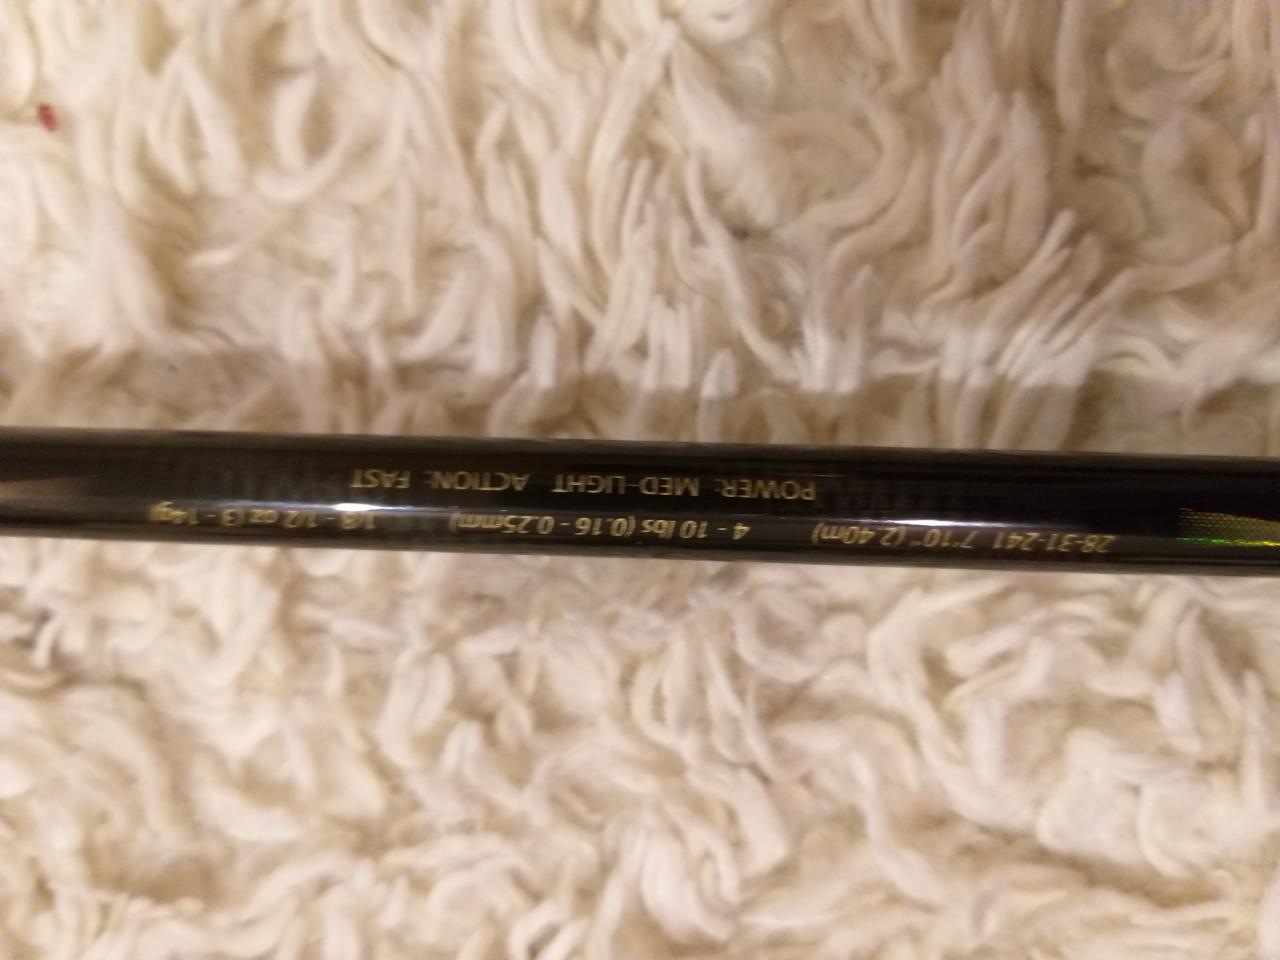 28-31-241 7'10" (2.40m) 4 - 10 lbs (0.16 - 0.25mm) 1/8 - 1/2 oz (3 - 14g)
POWER: MED-LIGHT ACTION: FAST